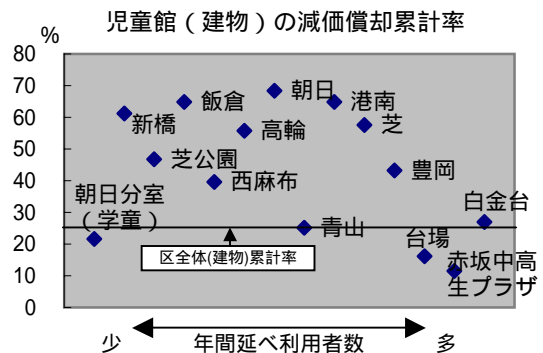 児童館（建物）の減価償却累計率
%
80
70
60
50
40
30
20
10
0
朝日
飯倉
港南
新橋
高輪
芝
芝公園
西麻布
豊岡
朝日分室
（学童）
白金台
青山
台場
区全体(建物)累計率
赤坂中高
生プラザ
少
年間延べ利用者数
多